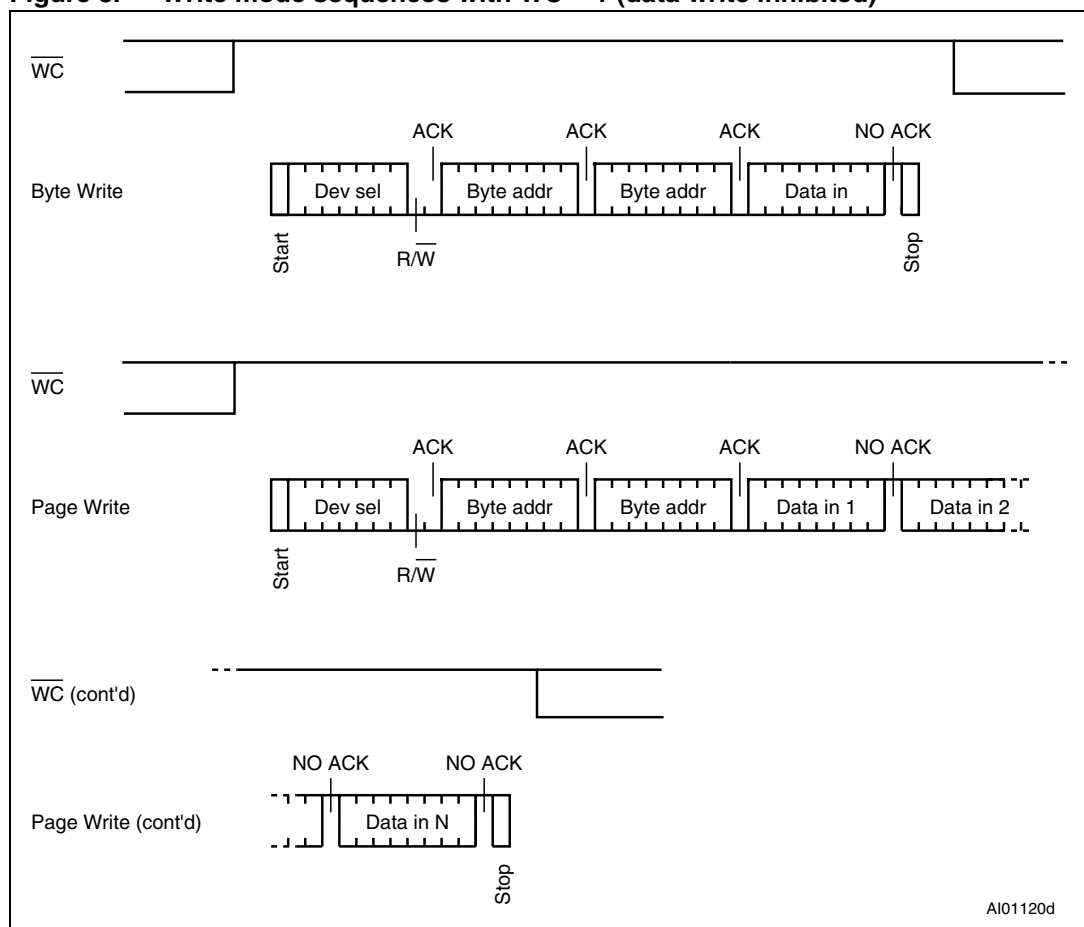 WC
ACK ACK ACK NO ACK
Byte Write Dev sel Byte addr Byte addr Data in
Start R/W Stop
WC
ACK ACK ACK NO ACK
Page Write Dev sel Byte addr Byte addr Data in 1 Data in 2
Start R/W
WC (cont'd)
NO ACK NO ACK
Page Write (cont'd) Data in N
Stop
AI01120d